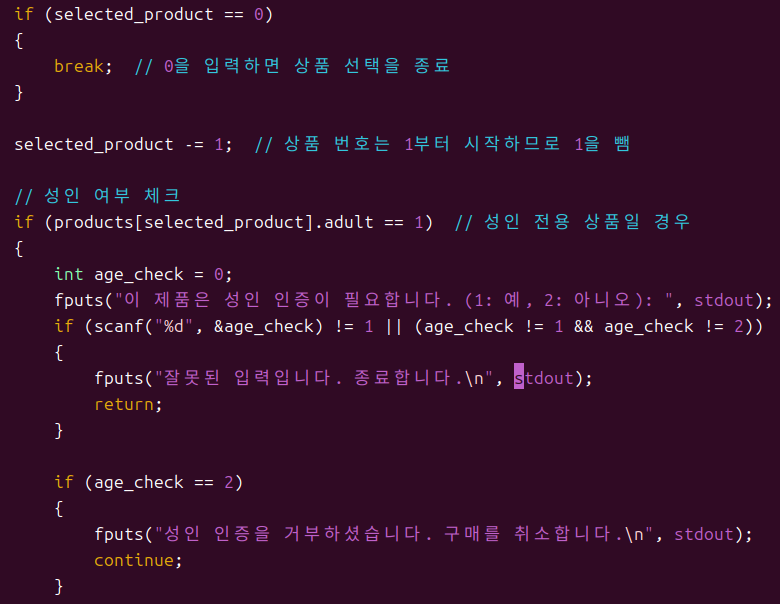 if (selected_product == 0)
{
    break;  // 0을 입력하면 상품 선택을 종료
}

selected_product -= 1;  // 상품 번호는 1부터 시작하므로 1을 뺌

// 성인 여부 체크
if (products[selected_product].adult == 1)  // 성인 전용 상품일 경우
{
    int age_check = 0;
    fputs("이 제품은 성인 인증이 필요합니다. (1: 예, 2: 아니오): ", stdout);
    if (scanf("%d", &age_check) != 1 || (age_check != 1 && age_check != 2))
    {
        fputs("잘못된 입력입니다. 종료합니다.\n", stdout);
        return;
    }

    if (age_check == 2)
    {
        fputs("성인 인증을 거부하셨습니다. 구매를 취소합니다.\n", stdout);
        continue;
    }